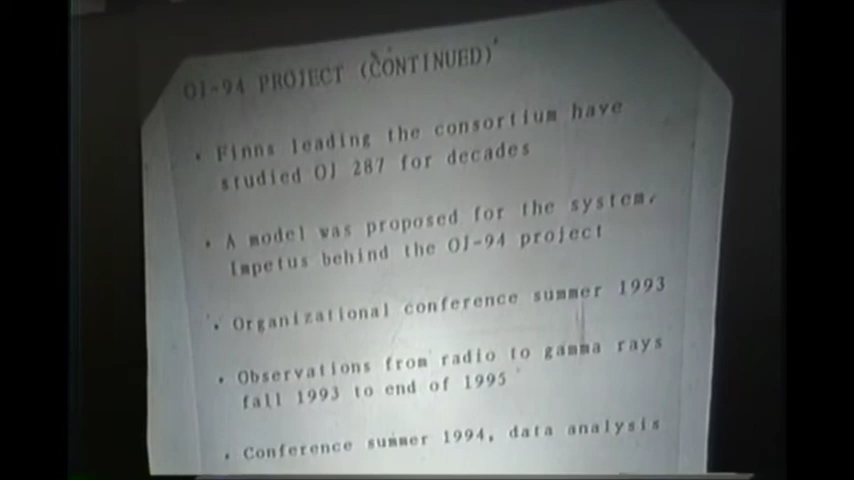 OJ-94 PROJECT (CONTINUED)
• Finns leading the consortium have
studied OJ 287 for decades
• A model was proposed for the system.
Impetus behind the OJ-94 project
• Organizational conference summer 1993
• Observations from radio to gamma rays
fall 1993 to end of 1995
• Conference summer 1994, data analysis